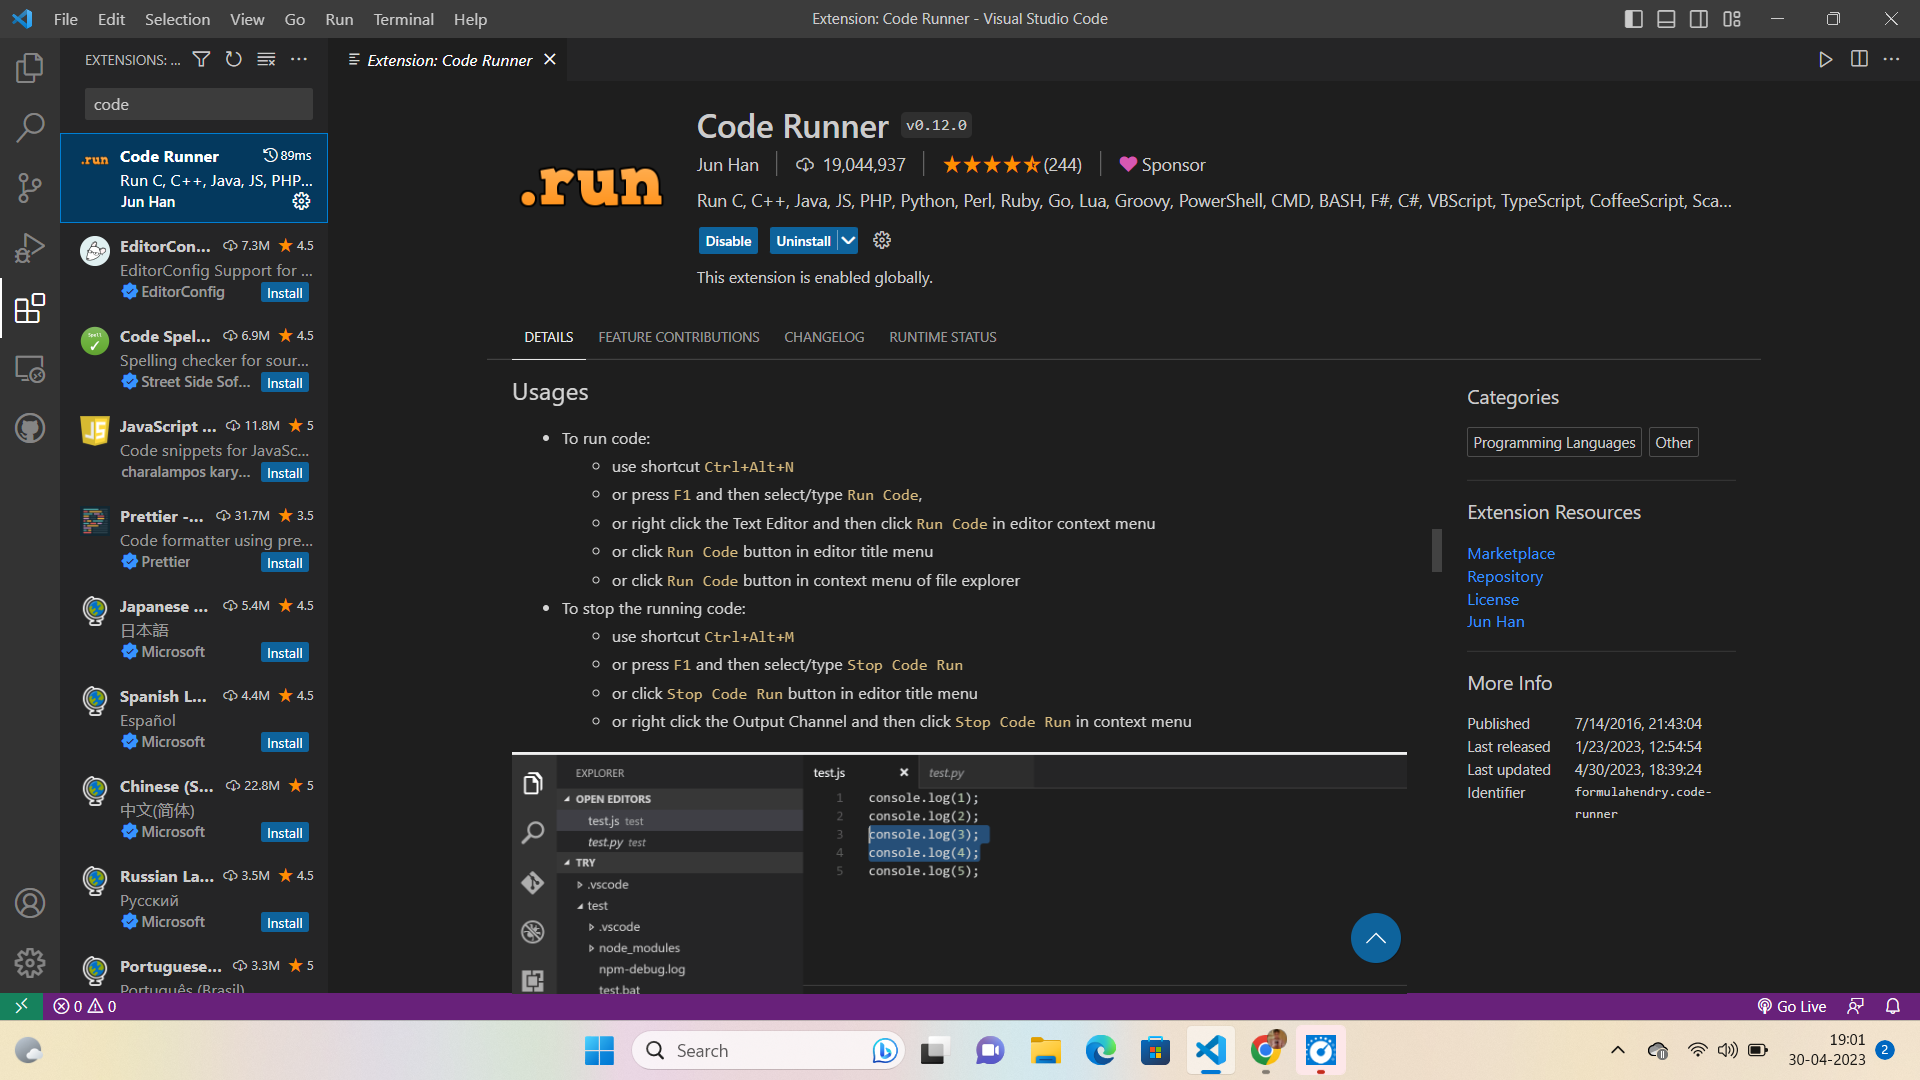 File Edit Selection View Go Run Terminal Help
Extension: Code Runner - Visual Studio Code
EXTENSIONS: ...
code
Code Runner 89ms
Run C, C++, Java, JS, PHP...
Jun Han
EditorCon... 7.3M 4.5
EditorConfig Support for ...
EditorConfig Install
Code Spel... 6.9M 4.5
Spelling checker for sour...
Street Side Sof... Install
JavaScript ... 11.8M 5
Code snippets for JavaSc...
charalampos kary... Install
Prettier -... 31.7M 3.5
Code formatter using pre...
Prettier Install
Japanese ... 5.4M 4.5
日本語
Microsoft Install
Spanish L... 4.4M 4.5
Español
Microsoft Install
Chinese (S... 22.8M 5
中文(简体)
Microsoft Install
Russian La... 3.5M 4.5
Русский
Microsoft Install
Portuguese... 3.3M 5
Português (Brasil)
Extension: Code Runner
.run
Code Runner v0.12.0
Jun Han 19,044,937 (244) Sponsor
Run C, C++, Java, JS, PHP, Python, Perl, Ruby, Go, Lua, Groovy, PowerShell, CMD, BASH, F#, C#, VBScript, TypeScript, CoffeeScript, Sca...
Disable Uninstall
This extension is enabled globally.
DETAILS FEATURE CONTRIBUTIONS CHANGELOG RUNTIME STATUS
Usages
• To run code:
use shortcut Ctrl+Alt+N
or press F1 and then select/type Run Code,
or right click the Text Editor and then click Run Code in editor context menu
or click Run Code button in editor title menu
or click Run Code button in context menu of file explorer
• To stop the running code:
use shortcut Ctrl+Alt+M
or press F1 and then select/type Stop Code Run
or click Stop Code Run button in editor title menu
or right click the Output Channel and then click Stop Code Run in context menu
EXPLORER
OPEN EDITORS
test.js test
test.py test
TRY
.vscode
test
.vscode
node_modules
npm-debug.log
test.bat
test.js test.py
1 console.log(1);
2 console.log(2);
3 console.log(3);
4 console.log(4);
5 console.log(5);
Categories
Programming Languages Other
Extension Resources
Marketplace
Repository
License
Jun Han
More Info
Published 7/14/2016, 21:43:04
Last released 1/23/2023, 12:54:54
Last updated 4/30/2023, 18:39:24
Identifier formulahendry.code-
runner
0 0
Go Live
Search
19:01
30-04-2023
2